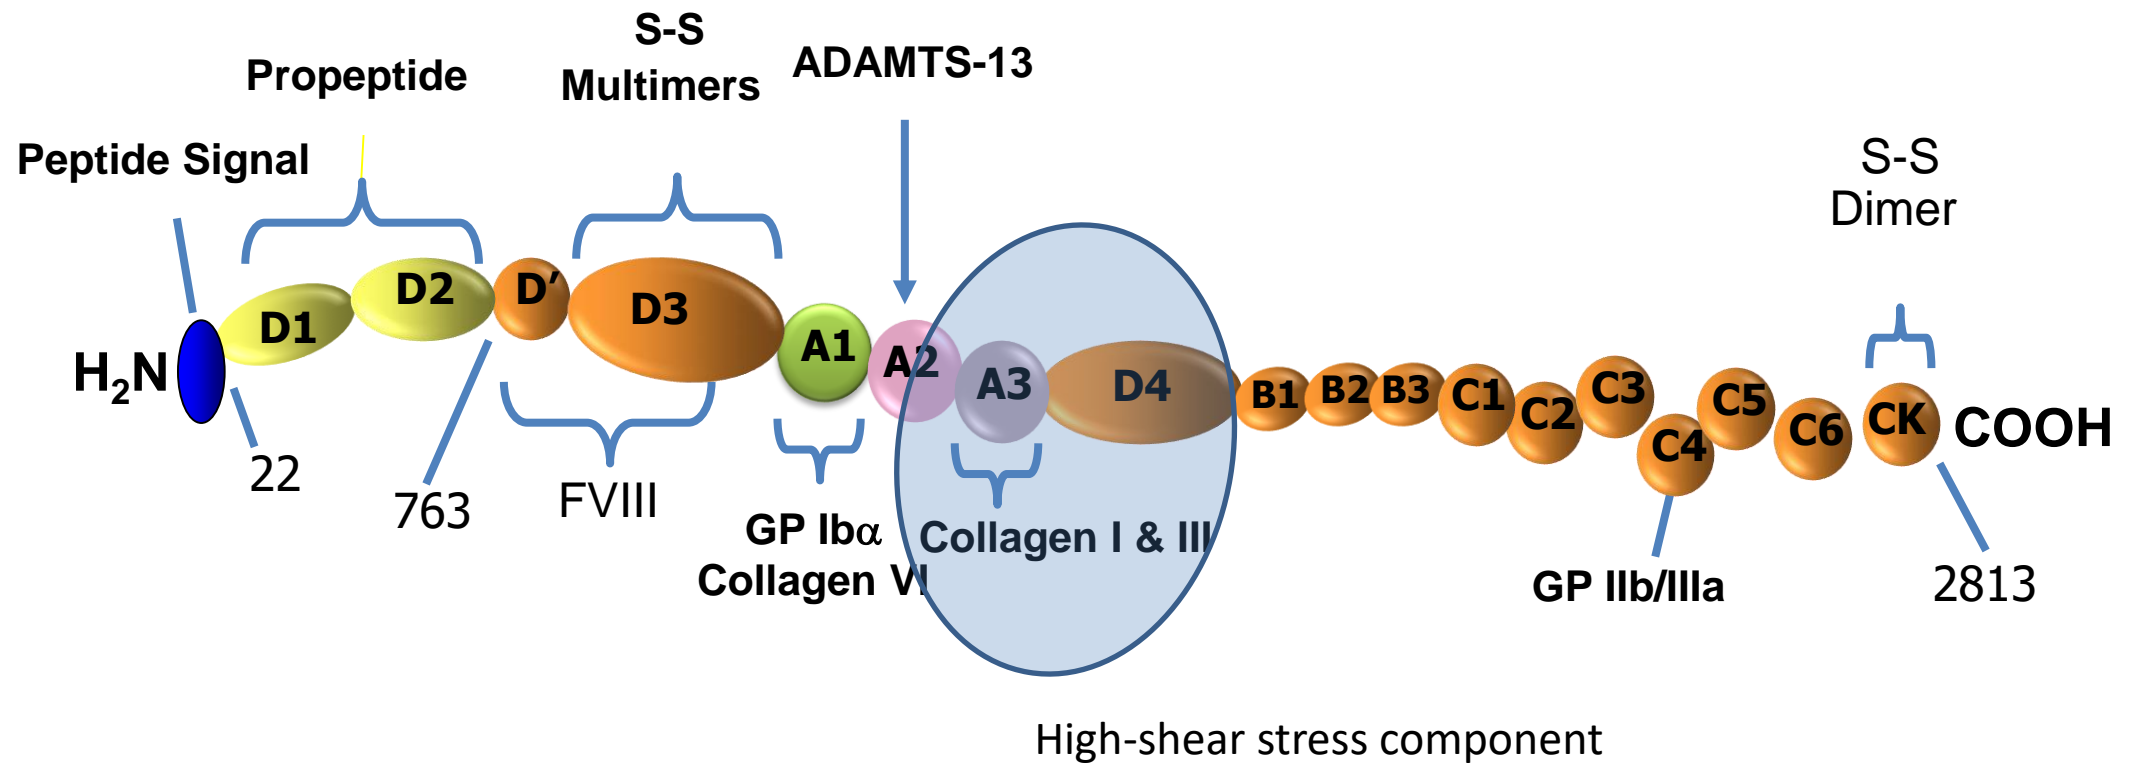 S-S
Multimers
ADAMTS-13
Propeptide
Peptide Signal
S-S
Dimer
H₂N
D1
D2
D′
D3
A1
A2
A3
D4
B1
B2
B3
C1
C2
C3
C4
C5
C6
CK
COOH
22
763
FVIII
GP Ibα
Collagen VI
Collagen I & III
GP IIb/IIIa
2813
High-shear stress component